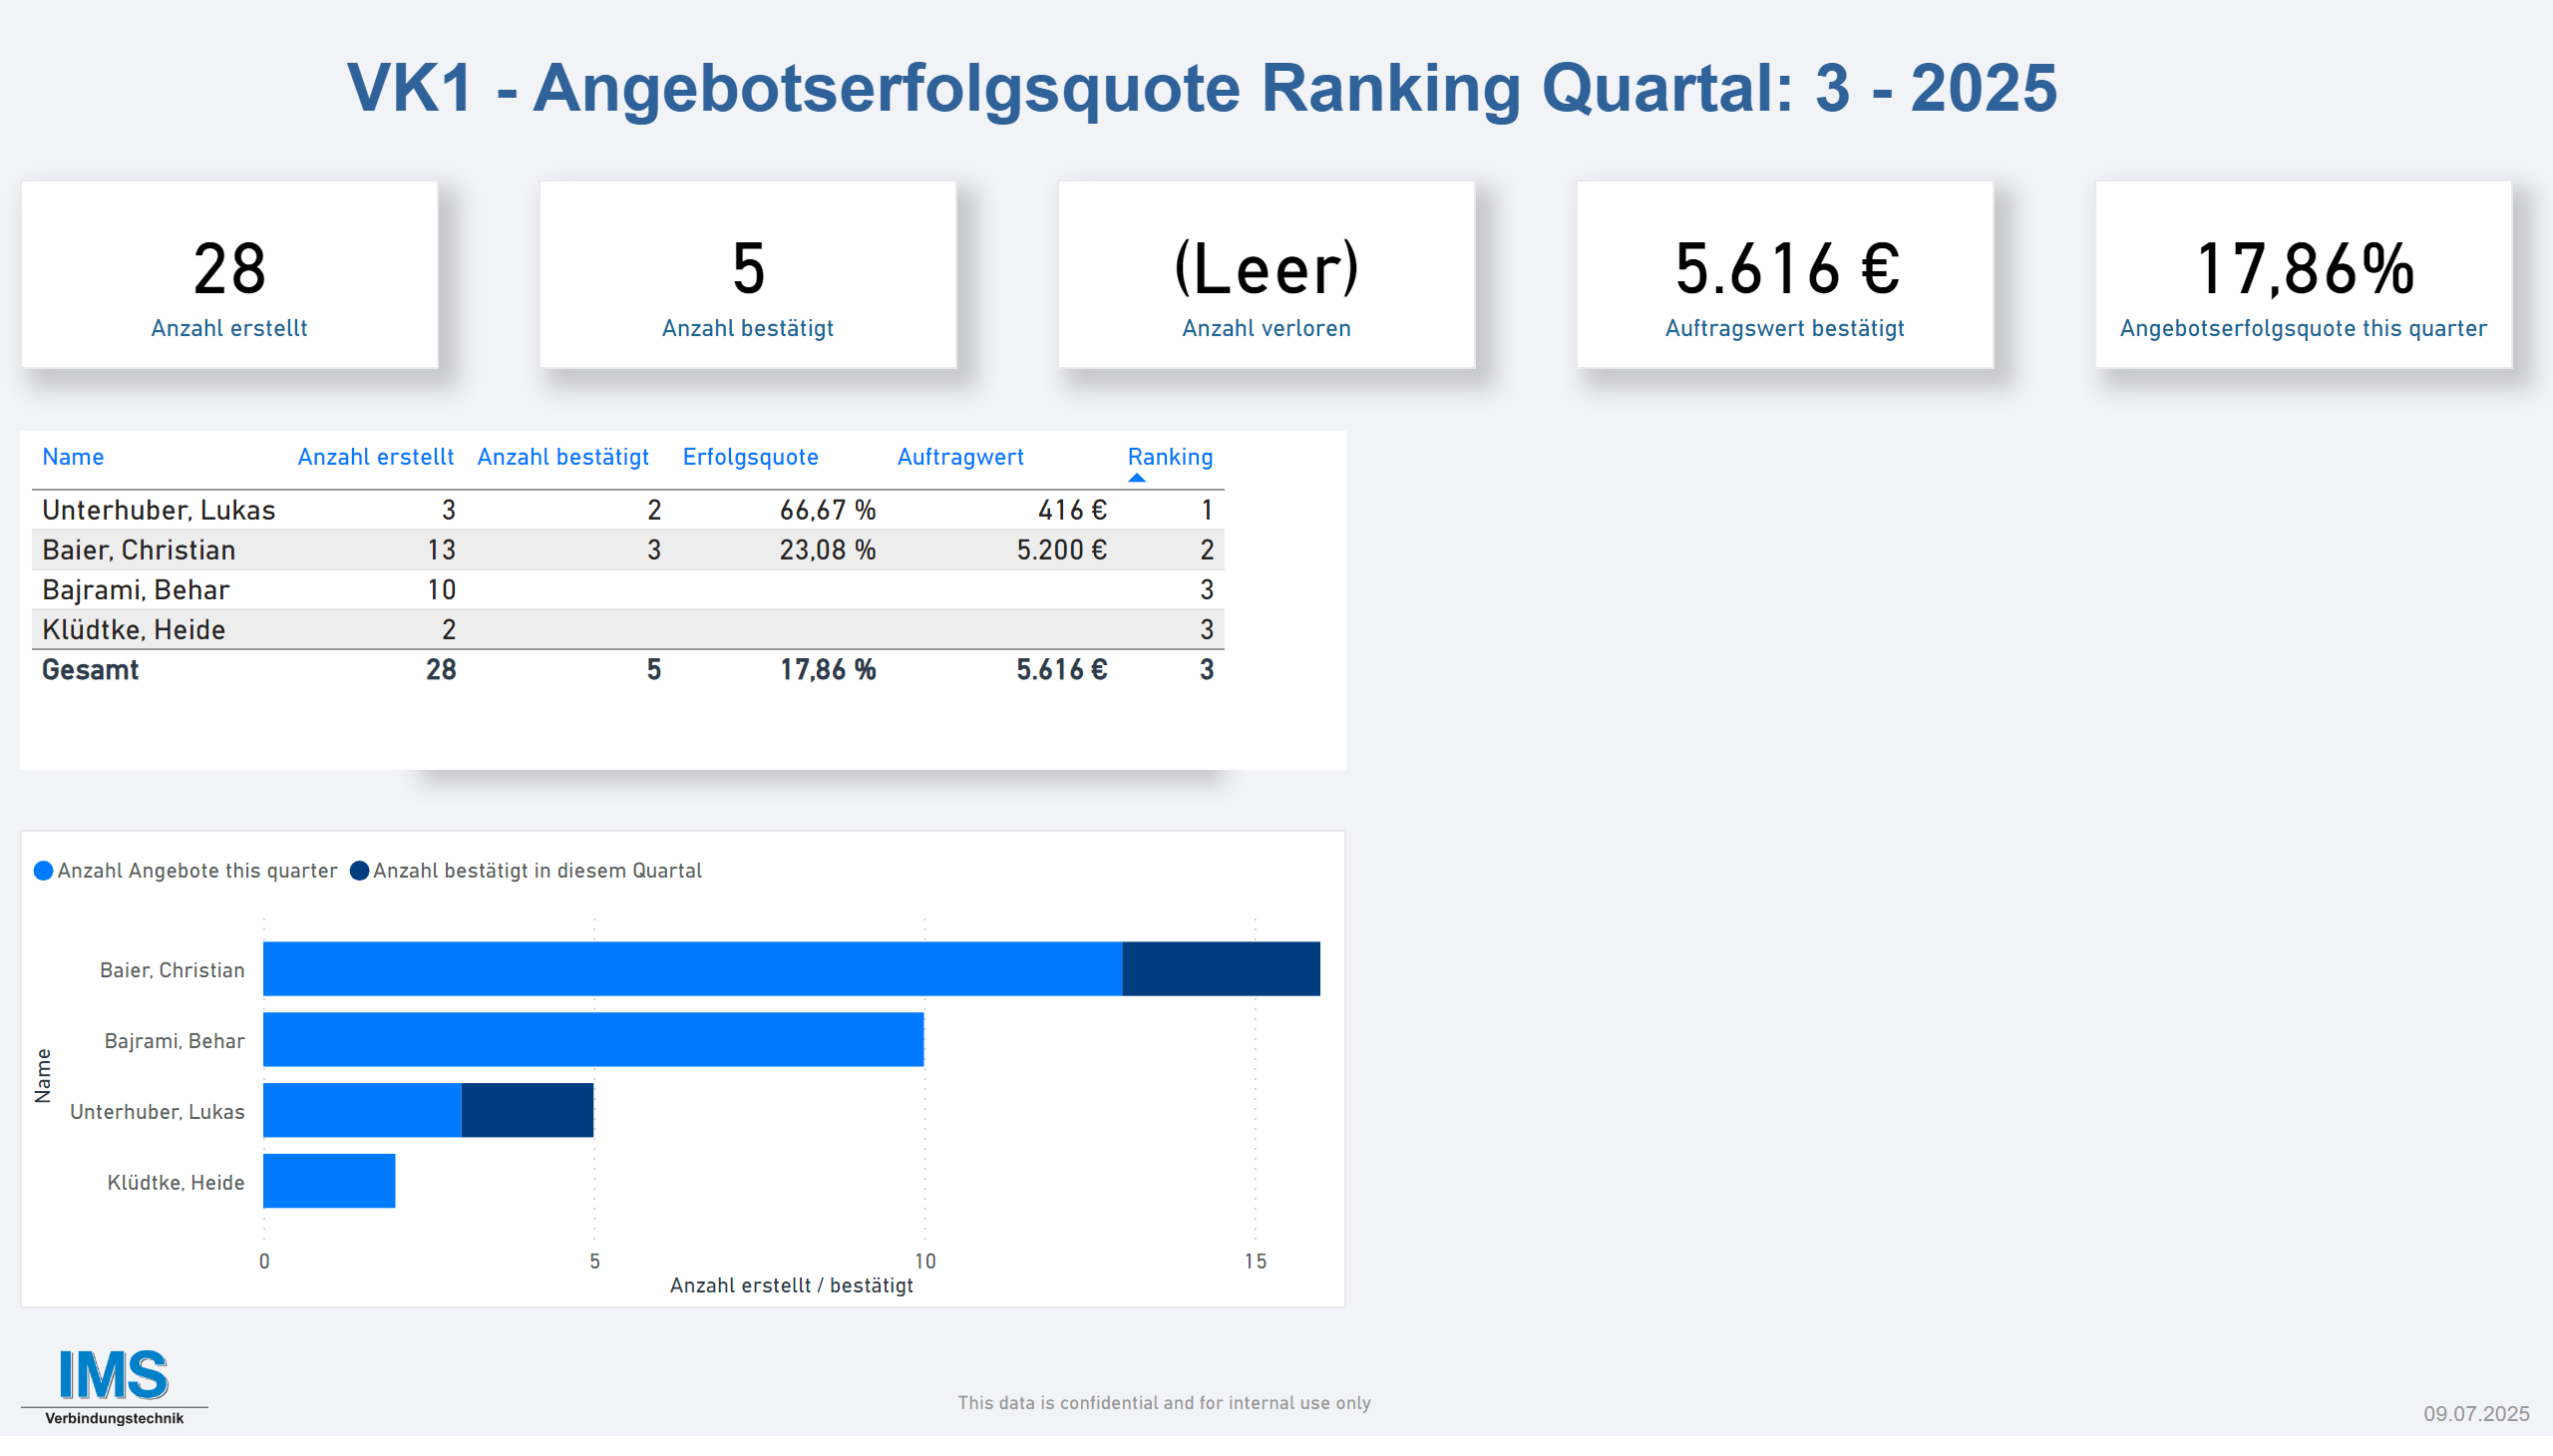 VK1 - Angebotserfolgsquote Ranking Quartal: 3 - 2025
28
Anzahl erstellt
5
Anzahl bestätigt
(Leer)
Anzahl verloren
5.616 €
Auftragswert bestätigt
17,86%
Angebotserfolgsquote this quarter
Name Anzahl erstellt Anzahl bestätigt Erfolgsquote Auftragwert Ranking
Unterhuber, Lukas 3 2 66,67 % 416 € 1
Baier, Christian 13 3 23,08 % 5.200 € 2
Bajrami, Behar 10 3
Klüdtke, Heide 2 3
Gesamt 28 5 17,86 % 5.616 € 3
Anzahl Angebote this quarter Anzahl bestätigt in diesem Quartal
Name
Baier, Christian
Bajrami, Behar
Unterhuber, Lukas
Klüdtke, Heide
0 5 10 15
Anzahl erstellt / bestätigt
IMS
Verbindungstechnik
This data is confidential and for internal use only
09.07.2025